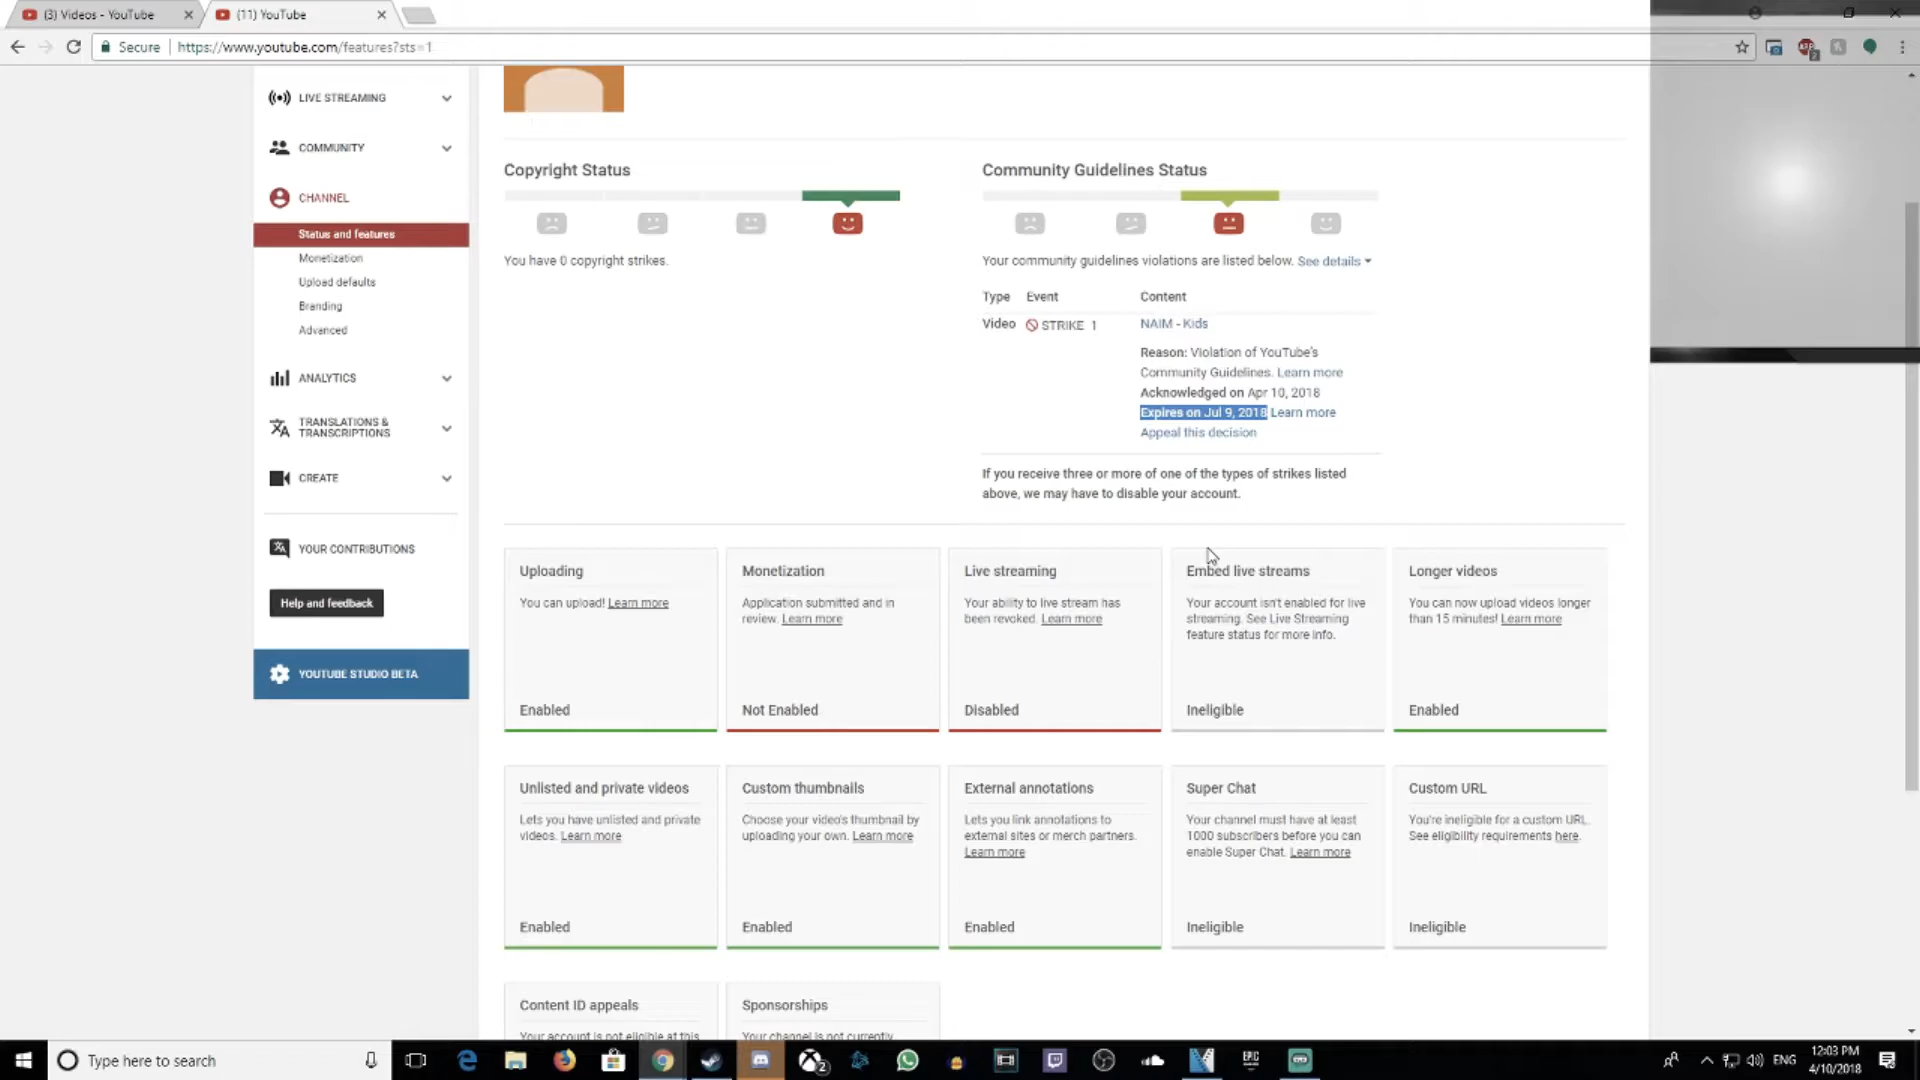 (3) Videos - YouTube
(11) YouTube
Secure
https://www.youtube.com/features?sts=1
LIVE STREAMING
COMMUNITY
CHANNEL
Status and features
Monetization
Upload defaults
Branding
Advanced
ANALYTICS
TRANSLATIONS &
TRANSCRIPTIONS
CREATE
YOUR CONTRIBUTIONS
Help and feedback
YOUTUBE STUDIO BETA
Copyright Status
You have 0 copyright strikes.
Community Guidelines Status
Your community guidelines violations are listed below. See details
Type Event Content
Video STRIKE 1 NAIM - Kids
Reason: Violation of YouTube's
Community Guidelines. Learn more
Acknowledged on Apr 10, 2018
Expires on Jul 9, 2018 Learn more
Appeal this decision
If you receive three or more of one of the types of strikes listed
above, we may have to disable your account.
Uploading
You can upload! Learn more
Enabled
Monetization
Application submitted and in
review. Learn more
Not Enabled
Live streaming
Your ability to live stream has
been revoked. Learn more
Disabled
Embed live streams
Your account isn't enabled for live
streaming. See Live Streaming
feature status for more info.
Ineligible
Longer videos
You can now upload videos longer
than 15 minutes! Learn more
Enabled
Unlisted and private videos
Lets you have unlisted and private
videos. Learn more
Enabled
Custom thumbnails
Choose your video's thumbnail by
uploading your own. Learn more
Enabled
External annotations
Lets you link annotations to
external sites or merch partners.
Learn more
Enabled
Super Chat
Your channel must have at least
1000 subscribers before you can
enable Super Chat. Learn more
Ineligible
Custom URL
You're ineligible for a custom URL.
See eligibility requirements here.
Ineligible
Content ID appeals
Your account is not eligible at this
Sponsorships
Your channel is not currently
Type here to search
ENG
12:03 PM
4/10/2018